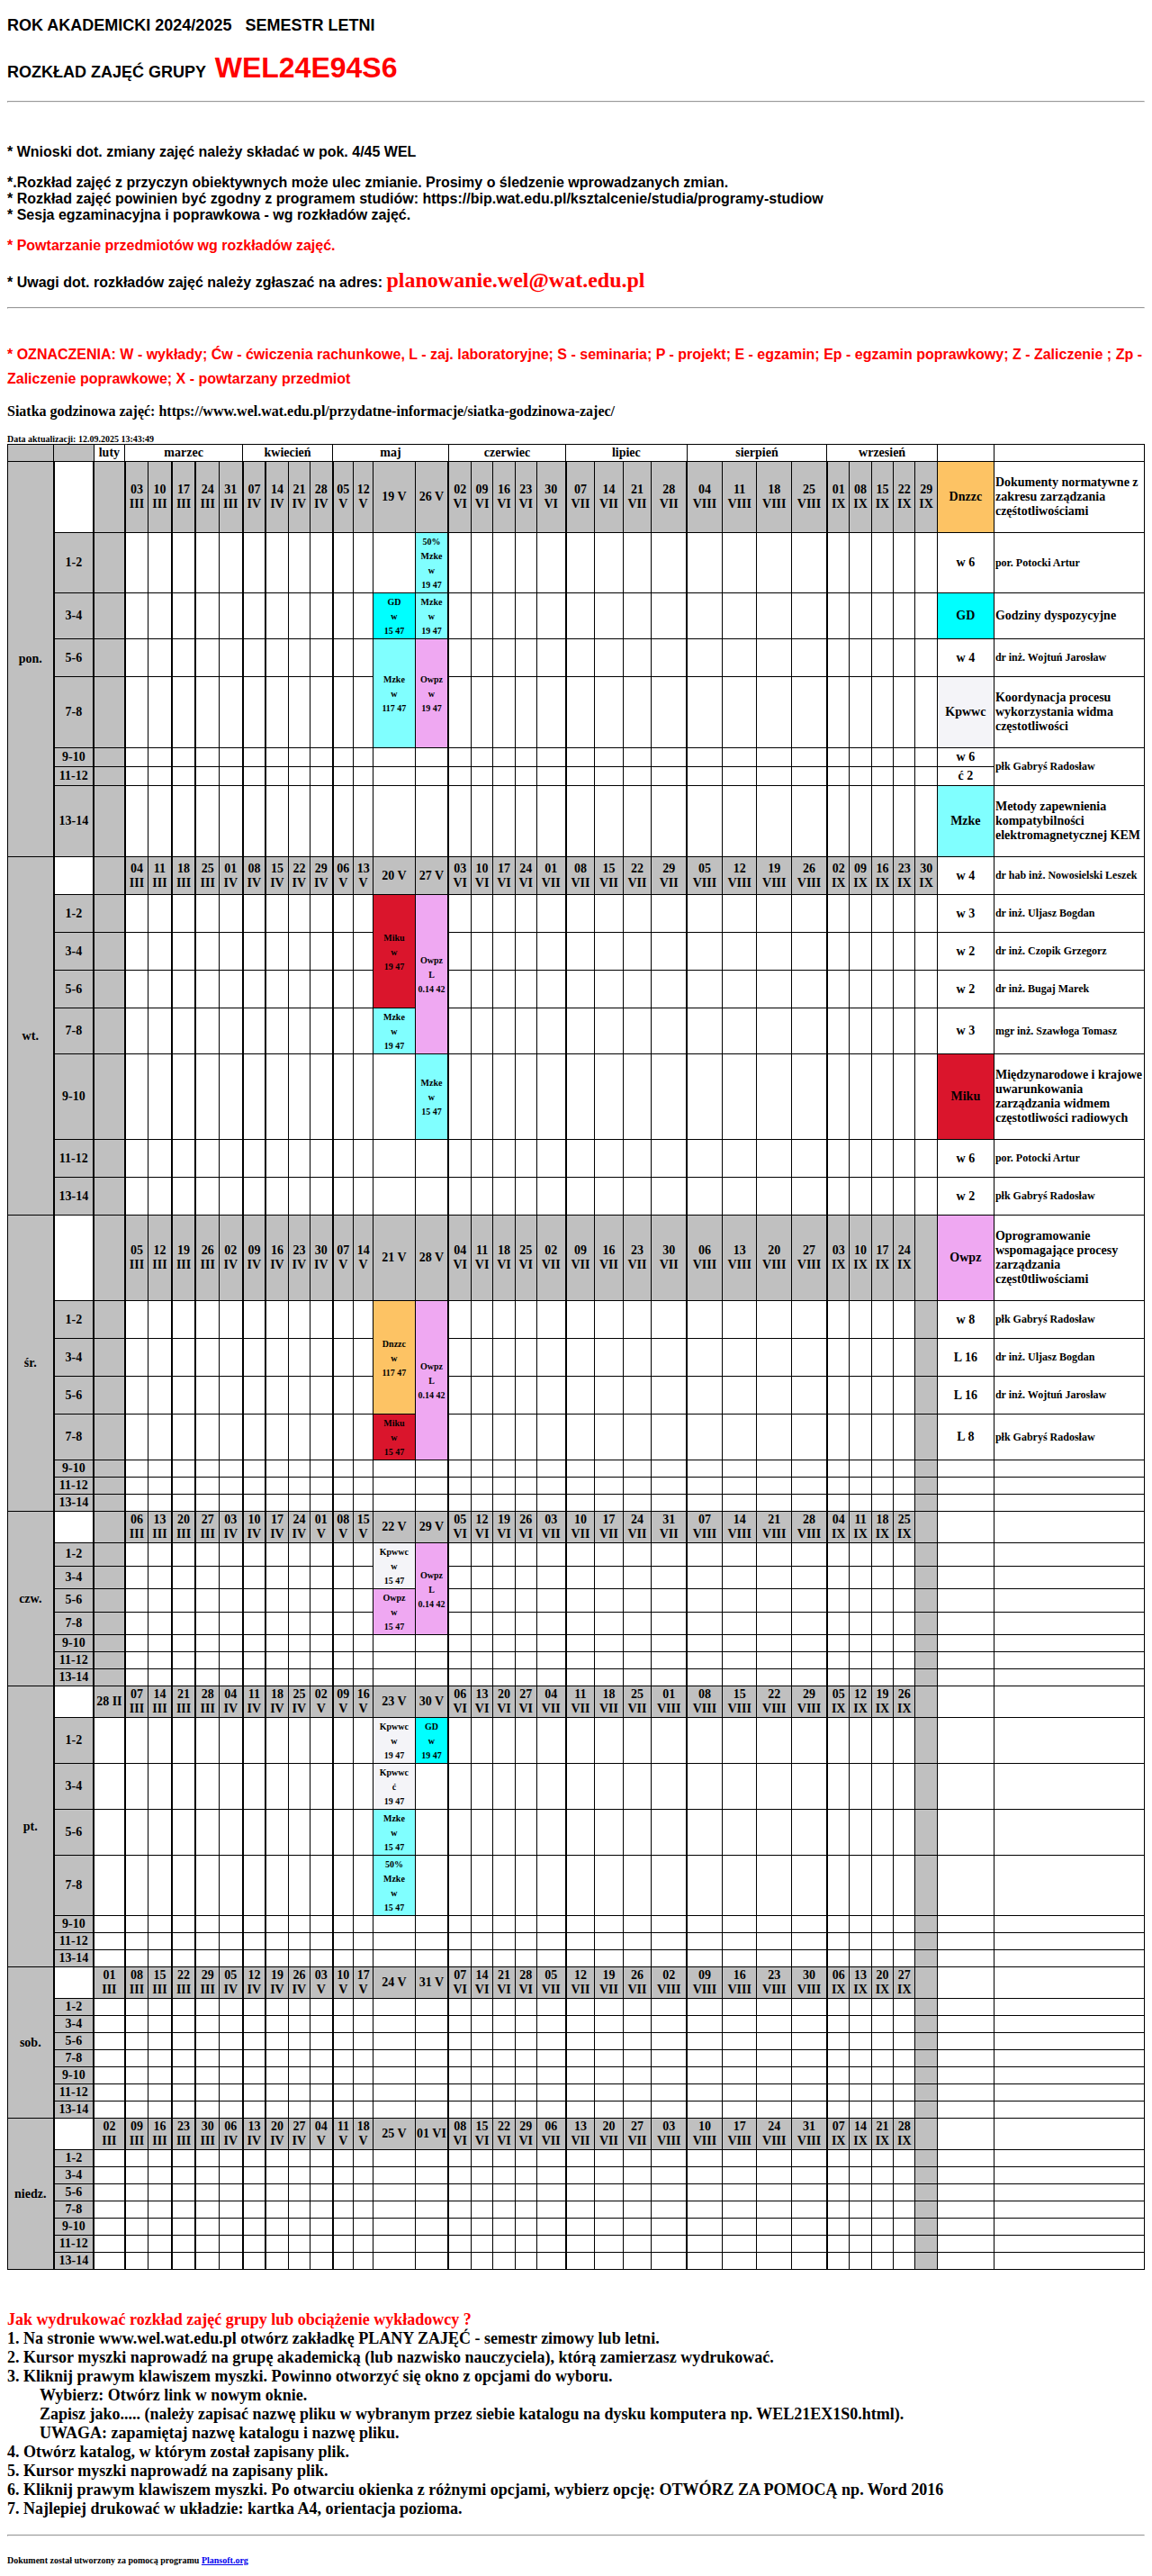 ROK AKADEMICKI 2024/2025 SEMESTR LETNI
ROZKŁAD ZAJĘĆ GRUPY WEL24E94S6
* Wnioski dot. zmiany zajęć należy składać w pok. 4/45 WEL
*.Rozkład zajęć z przyczyn obiektywnych może ulec zmianie. Prosimy o śledzenie wprowadzanych zmian.
* Rozkład zajęć powinien być zgodny z programem studiów: https://bip.wat.edu.pl/ksztalcenie/studia/programy-studiow
* Sesja egzaminacyjna i poprawkowa - wg rozkładów zajęć.
* Powtarzanie przedmiotów wg rozkładów zajęć.
* Uwagi dot. rozkładów zajęć należy zgłaszać na adres: planowanie.wel@wat.edu.pl
* OZNACZENIA: W - wykłady; Ćw - ćwiczenia rachunkowe, L - zaj. laboratoryjne; S - seminaria; P - projekt; E - egzamin; Ep - egzamin poprawkowy; Z - Zaliczenie ; Zp -
Zaliczenie poprawkowe; X - powtarzany przedmiot
Siatka godzinowa zajęć: https://www.wel.wat.edu.pl/przydatne-informacje/siatka-godzinowa-zajec/
Data aktualizacji: 12.09.2025 13:43:49
luty marzec kwiecień maj czerwiec lipiec sierpień wrzesień
pon. 03 III 10 III 17 III 24 III 31 III 07 IV 14 IV 21 IV 28 IV 05 V 12 V 19 V 26 V 02 VI 09 VI 16 VI 23 VI 30 VI 07 VII 14 VII 21 VII 28 VII 04 VIII 11 VIII 18 VIII 25 VIII 01 IX 08 IX 15 IX 22 IX 29 IX Dnzzc Dokumenty normatywne z zakresu zarządzania częśtotliwościami
1-2 50% Mzke w 19 47 w 6 por. Potocki Artur
3-4 GD w 15 47 Mzke w 19 47 GD Godziny dyspozycyjne
5-6 Mzke w 117 47 Owpz w 19 47 w 4 dr inż. Wojtuń Jarosław
7-8 Kpwwc Koordynacja procesu wykorzystania widma częstotliwości
9-10 w 6 płk Gabryś Radosław
11-12 ć 2
13-14 Mzke Metody zapewnienia kompatybilności elektromagnetycznej KEM
wt. 04 III 11 III 18 III 25 III 01 IV 08 IV 15 IV 22 IV 29 IV 06 V 13 V 20 V 27 V 03 VI 10 VI 17 VI 24 VI 01 VII 08 VII 15 VII 22 VII 29 VII 05 VIII 12 VIII 19 VIII 26 VIII 02 IX 09 IX 16 IX 23 IX 30 IX w 4 dr hab inż. Nowosielski Leszek
1-2 Miku w 19 47 Owpz L 0.14 42 w 3 dr inż. Uljasz Bogdan
3-4 w 2 dr inż. Czopik Grzegorz
5-6 w 2 dr inż. Bugaj Marek
7-8 Mzke w 19 47 w 3 mgr inż. Szawłoga Tomasz
9-10 Mzke w 15 47 Miku Międzynarodowe i krajowe uwarunkowania zarządzania widmem częstotliwości radiowych
11-12 w 6 por. Potocki Artur
13-14 w 2 płk Gabryś Radosław
śr. 05 III 12 III 19 III 26 III 02 IV 09 IV 16 IV 23 IV 30 IV 07 V 14 V 21 V 28 V 04 VI 11 VI 18 VI 25 VI 02 VII 09 VII 16 VII 23 VII 30 VII 06 VIII 13 VIII 20 VIII 27 VIII 03 IX 10 IX 17 IX 24 IX Owpz Oprogramowanie wspomagające procesy zarządzania częst0tliwościami
1-2 Dnzzc w 117 47 Owpz L 0.14 42 w 8 płk Gabryś Radosław
3-4 L 16 dr inż. Uljasz Bogdan
5-6 L 16 dr inż. Wojtuń Jarosław
7-8 Miku w 15 47 L 8 płk Gabryś Radosław
9-10
11-12
13-14
czw. 06 III 13 III 20 III 27 III 03 IV 10 IV 17 IV 24 IV 01 V 08 V 15 V 22 V 29 V 05 VI 12 VI 19 VI 26 VI 03 VII 10 VII 17 VII 24 VII 31 VII 07 VIII 14 VIII 21 VIII 28 VIII 04 IX 11 IX 18 IX 25 IX
1-2 Kpwwc w 15 47 Owpz L 0.14 42
3-4
5-6 Owpz w 15 47
7-8
9-10
11-12
13-14
pt. 28 II 07 III 14 III 21 III 28 III 04 IV 11 IV 18 IV 25 IV 02 V 09 V 16 V 23 V 30 V 06 VI 13 VI 20 VI 27 VI 04 VII 11 VII 18 VII 25 VII 01 VIII 08 VIII 15 VIII 22 VIII 29 VIII 05 IX 12 IX 19 IX 26 IX
1-2 Kpwwc w 19 47 GD w 19 47
3-4 Kpwwc ć 19 47
5-6 Mzke w 15 47
7-8 50% Mzke w 15 47
9-10
11-12
13-14
sob. 01 III 08 III 15 III 22 III 29 III 05 IV 12 IV 19 IV 26 IV 03 V 10 V 17 V 24 V 31 V 07 VI 14 VI 21 VI 28 VI 05 VII 12 VII 19 VII 26 VII 02 VIII 09 VIII 16 VIII 23 VIII 30 VIII 06 IX 13 IX 20 IX 27 IX
1-2
3-4
5-6
7-8
9-10
11-12
13-14
niedz. 02 III 09 III 16 III 23 III 30 III 06 IV 13 IV 20 IV 27 IV 04 V 11 V 18 V 25 V 01 VI 08 VI 15 VI 22 VI 29 VI 06 VII 13 VII 20 VII 27 VII 03 VIII 10 VIII 17 VIII 24 VIII 31 VIII 07 IX 14 IX 21 IX 28 IX
1-2
3-4
5-6
7-8
9-10
11-12
13-14
Jak wydrukować rozkład zajęć grupy lub obciążenie wykładowcy ?
1. Na stronie www.wel.wat.edu.pl otwórz zakładkę PLANY ZAJĘĆ - semestr zimowy lub letni.
2. Kursor myszki naprowadź na grupę akademicką (lub nazwisko nauczyciela), którą zamierzasz wydrukować.
3. Kliknij prawym klawiszem myszki. Powinno otworzyć się okno z opcjami do wyboru.
Wybierz: Otwórz link w nowym oknie.
Zapisz jako..... (należy zapisać nazwę pliku w wybranym przez siebie katalogu na dysku komputera np. WEL21EX1S0.html).
UWAGA: zapamiętaj nazwę katalogu i nazwę pliku.
4. Otwórz katalog, w którym został zapisany plik.
5. Kursor myszki naprowadź na zapisany plik.
6. Kliknij prawym klawiszem myszki. Po otwarciu okienka z różnymi opcjami, wybierz opcję: OTWÓRZ ZA POMOCĄ np. Word 2016
7. Najlepiej drukować w układzie: kartka A4, orientacja pozioma.
Dokument został utworzony za pomocą programu Plansoft.org